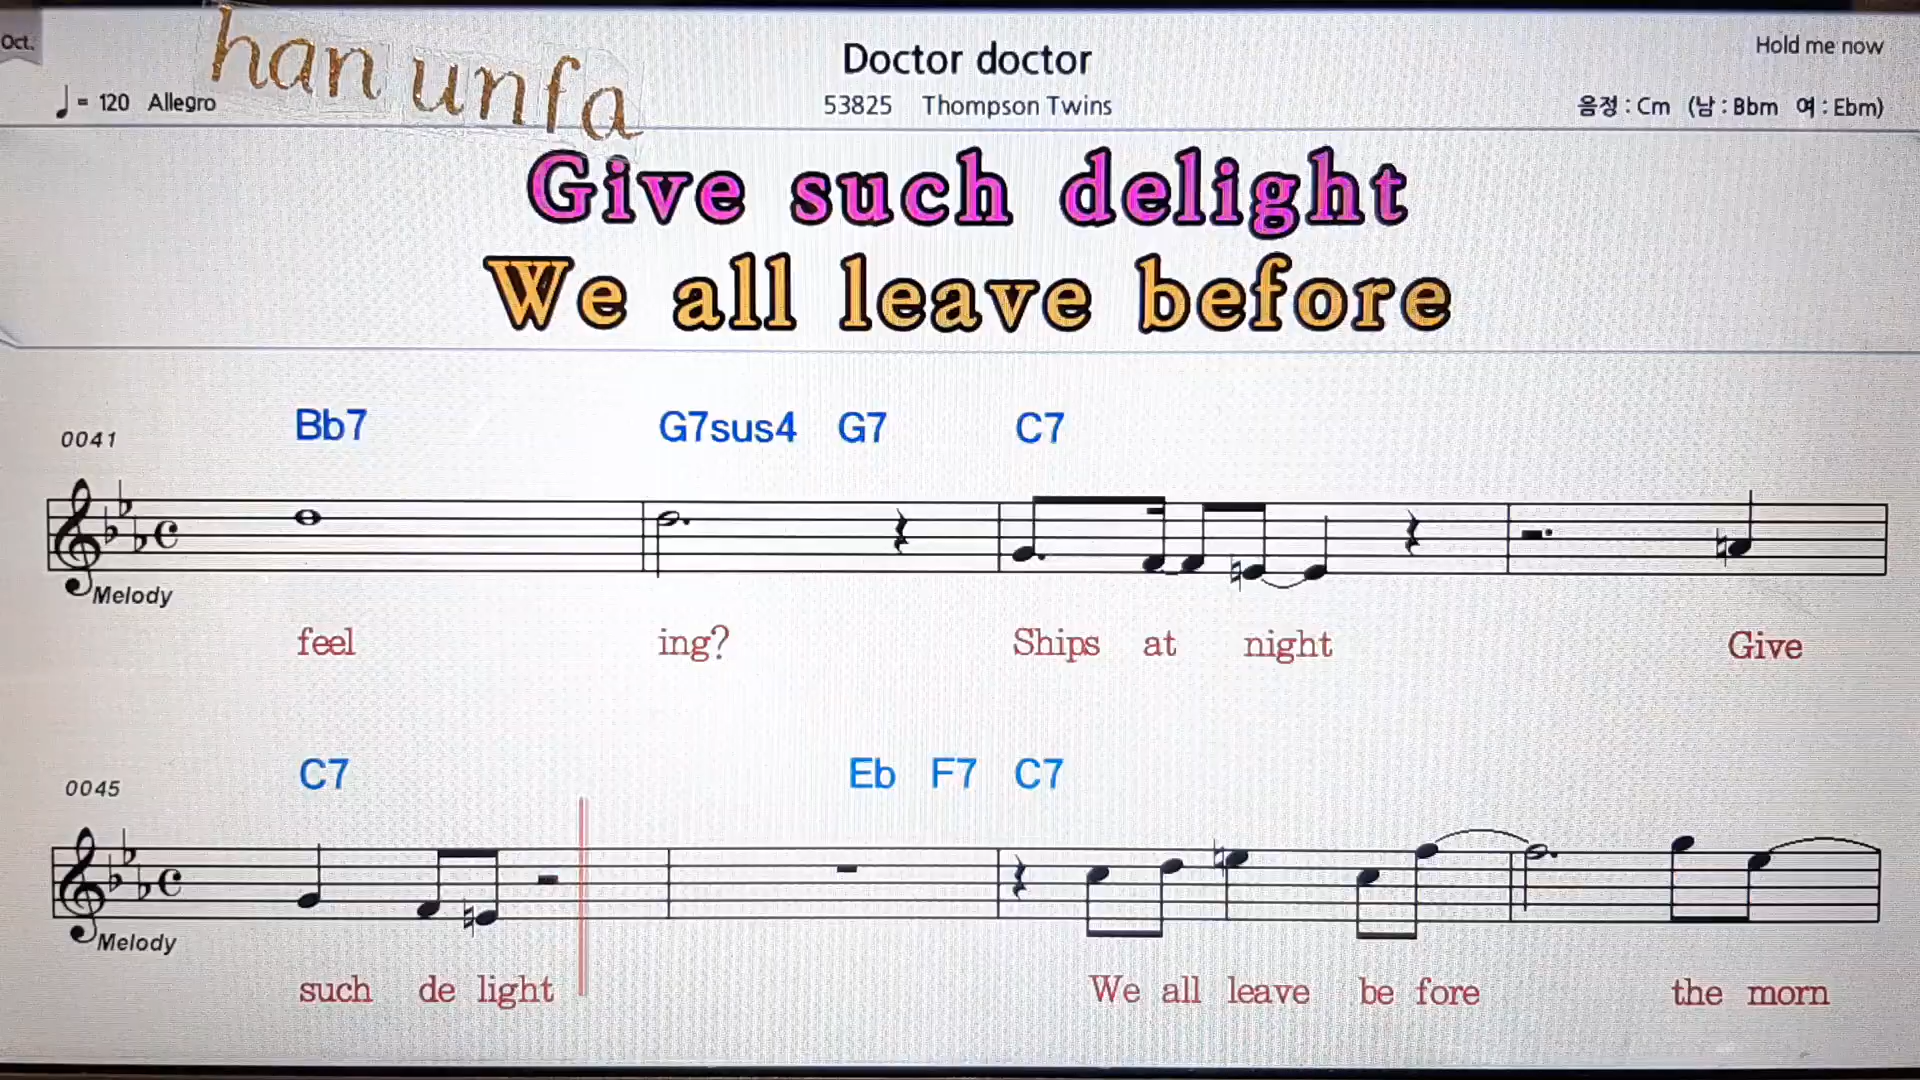 Oct.
han unfa
Doctor doctor
Hold me now
= 120 Allegro
53825 Thompson Twins
음정 : Cm (남 : Bbm 여 : Ebm)
Give such delight
We all leave before
Bb7 G7sus4 G7 C7
0041
Melody
feel ing? Ships at night Give
C7 Eb F7 C7
0045
Melody
such de light We all leave be fore the morn